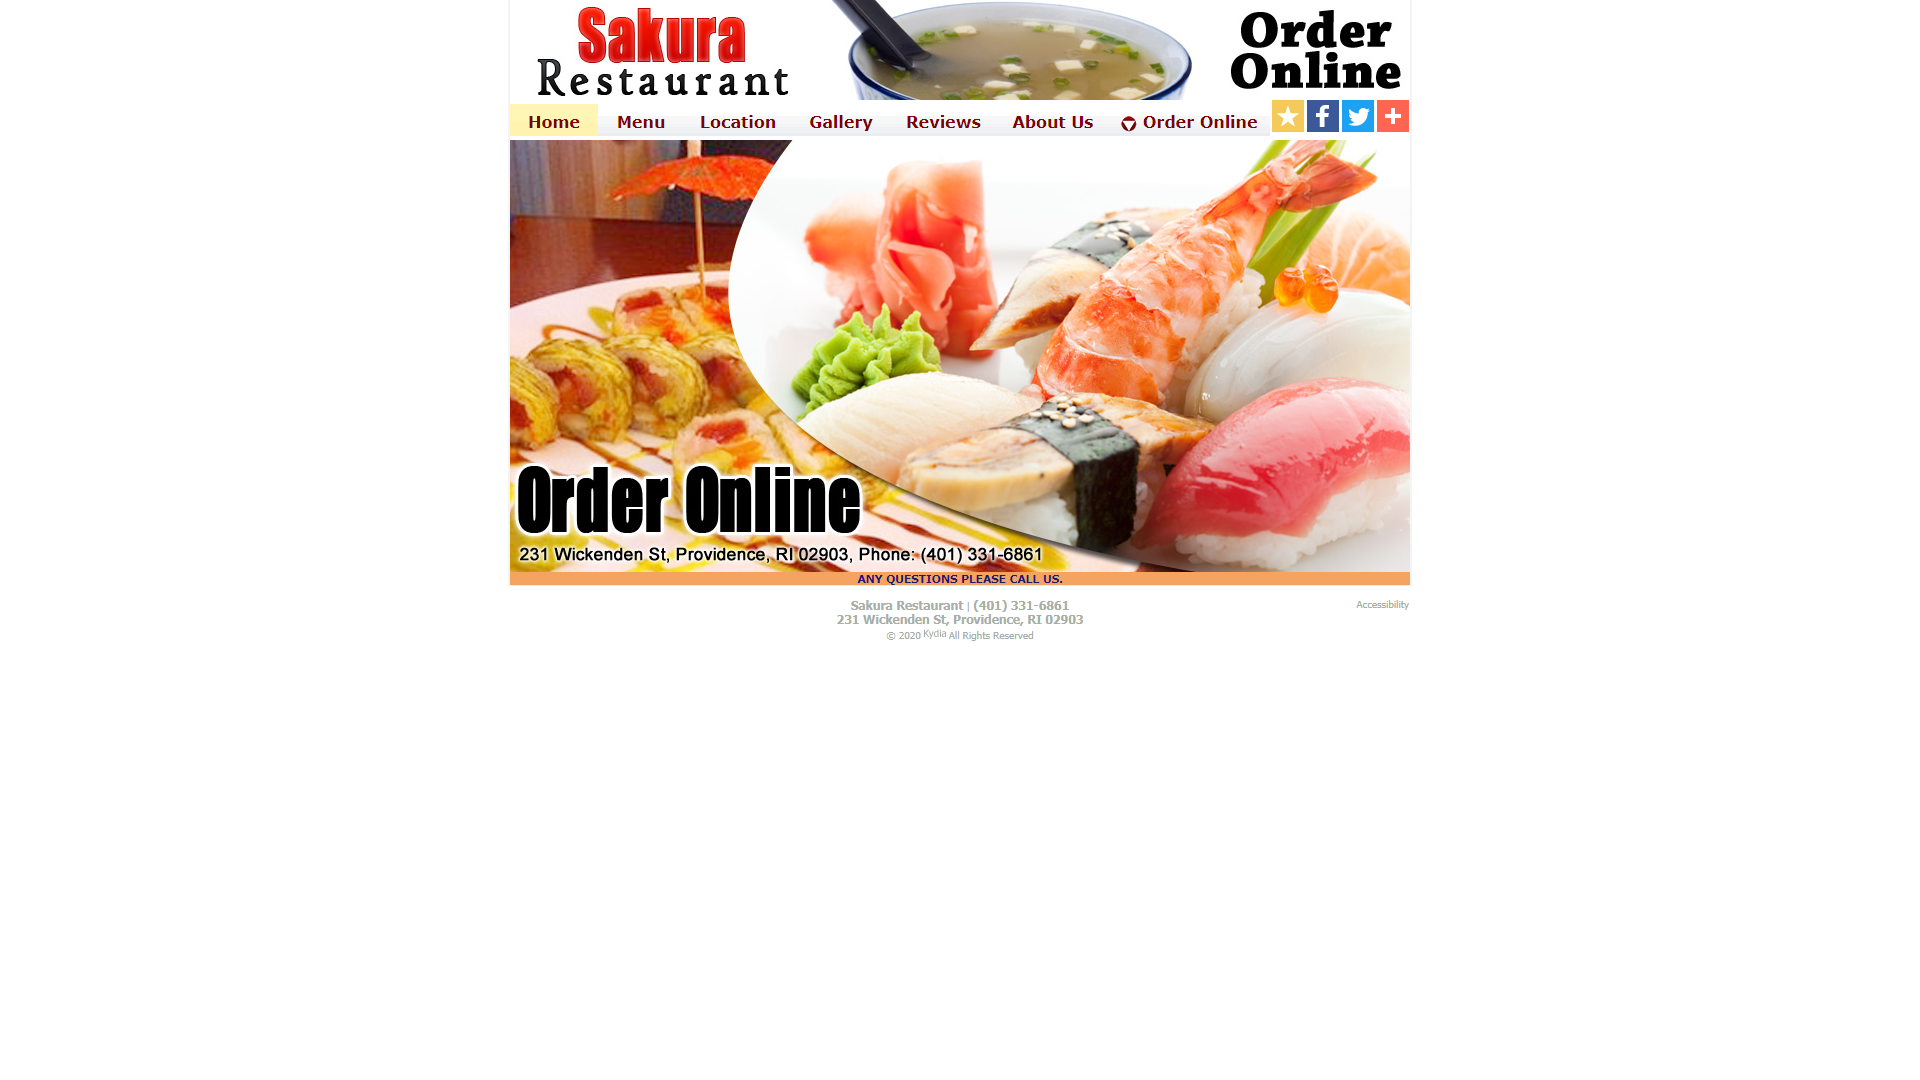 Sakura
Restaurant
Order
Online
Home Menu Location Gallery Reviews About Us Order Online
Order Online
231 Wickenden St, Providence, RI 02903, Phone: (401) 331-6861
ANY QUESTIONS PLEASE CALL US.
Sakura Restaurant | (401) 331-6861
Accessibility
231 Wickenden St, Providence, RI 02903
© 2020 Kydia All Rights Reserved